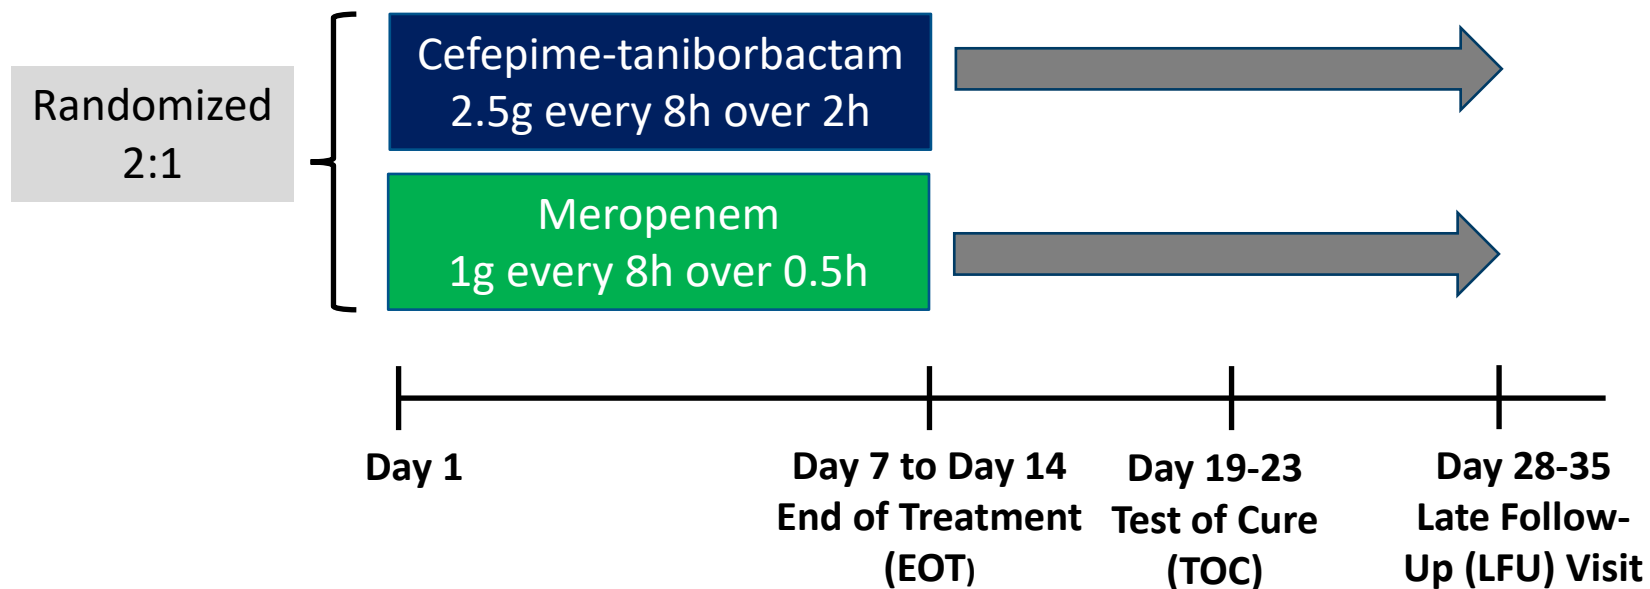 Randomized
2:1
Cefepime-taniborbactam
2.5g every 8h over 2h
Meropenem
1g every 8h over 0.5h
Day 1
Day 7 to Day 14
End of Treatment
(EOT)
Day 19-23
Test of Cure
(TOC)
Day 28-35
Late Follow-
Up (LFU) Visit